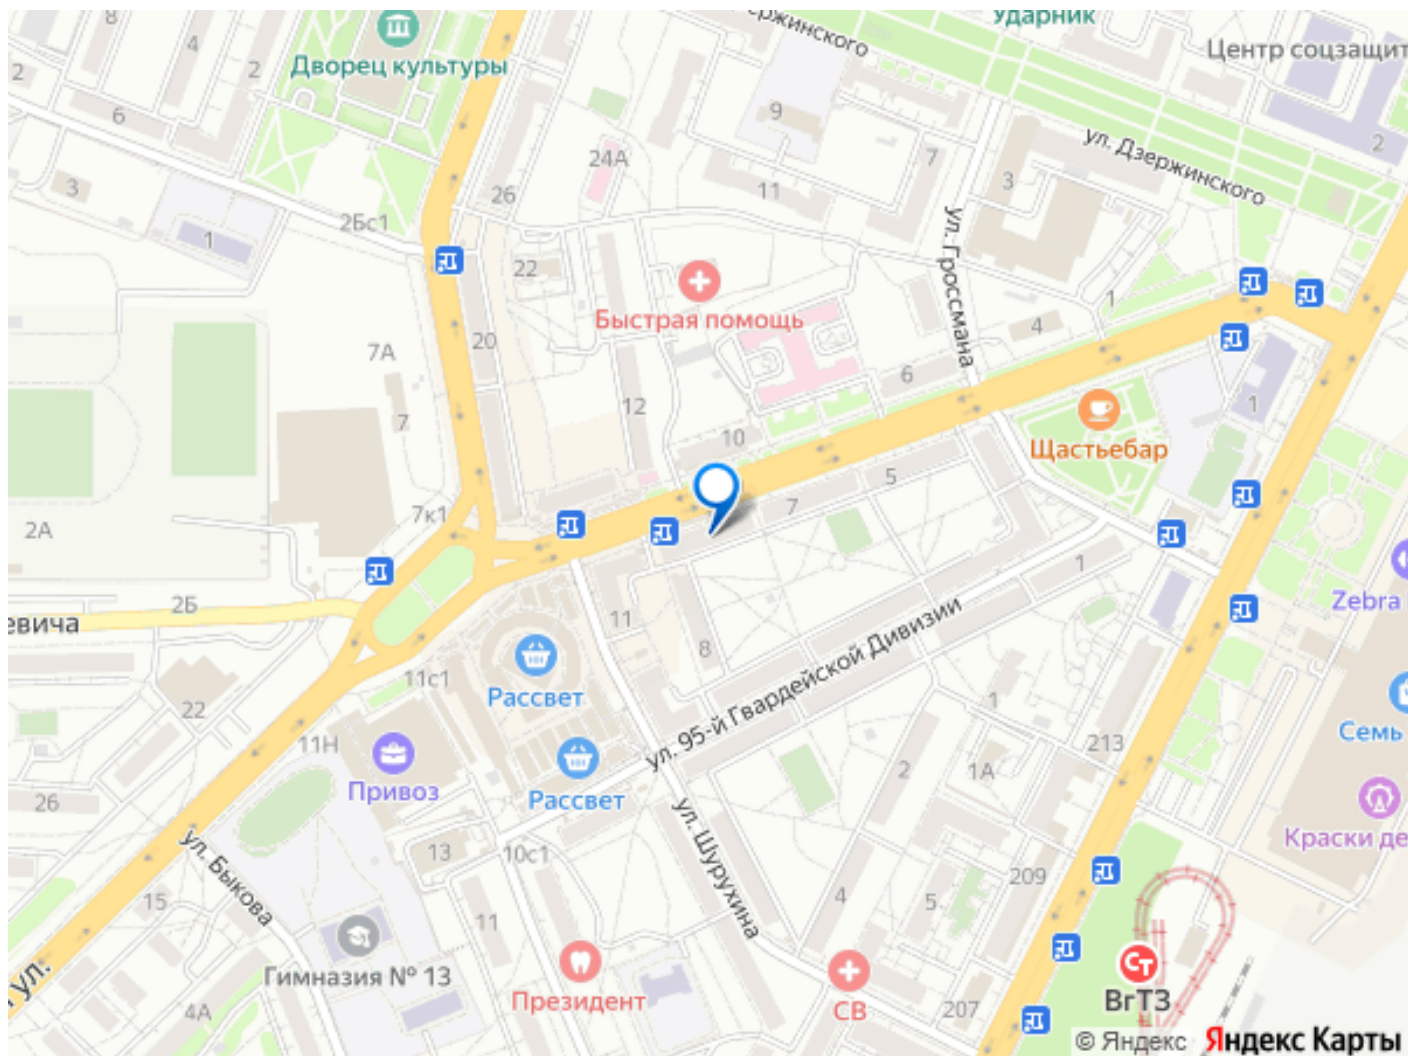 8
4
2
2
6
3
1
Дворец культуры
Ударник
ержинского
Центр соцзащит
2
9
ул. Дзержинского
24А
26
7
11
3
2Бс1
22
ул. Гроссмана
Быстрая помощь
1
4
20
7А
6
12
7
10
1
Щастьебар
5
7
7к1
2А
2Б
евича
11
8
1
ул. 95-й Гвардейской Дивизии
Zebra
Рассвет
11с1
22
11Н
Привоз
Рассвет
1
213
Семь
2
1А
26
ул. Шурухина
Краски де
13
10с1
ул. Быкова
209
15
11
4
5
Гимназия № 13
Президент
СВ
207
ул.
4А
Ст
ВгТЗ
© Яндекс
Яндекс Карты